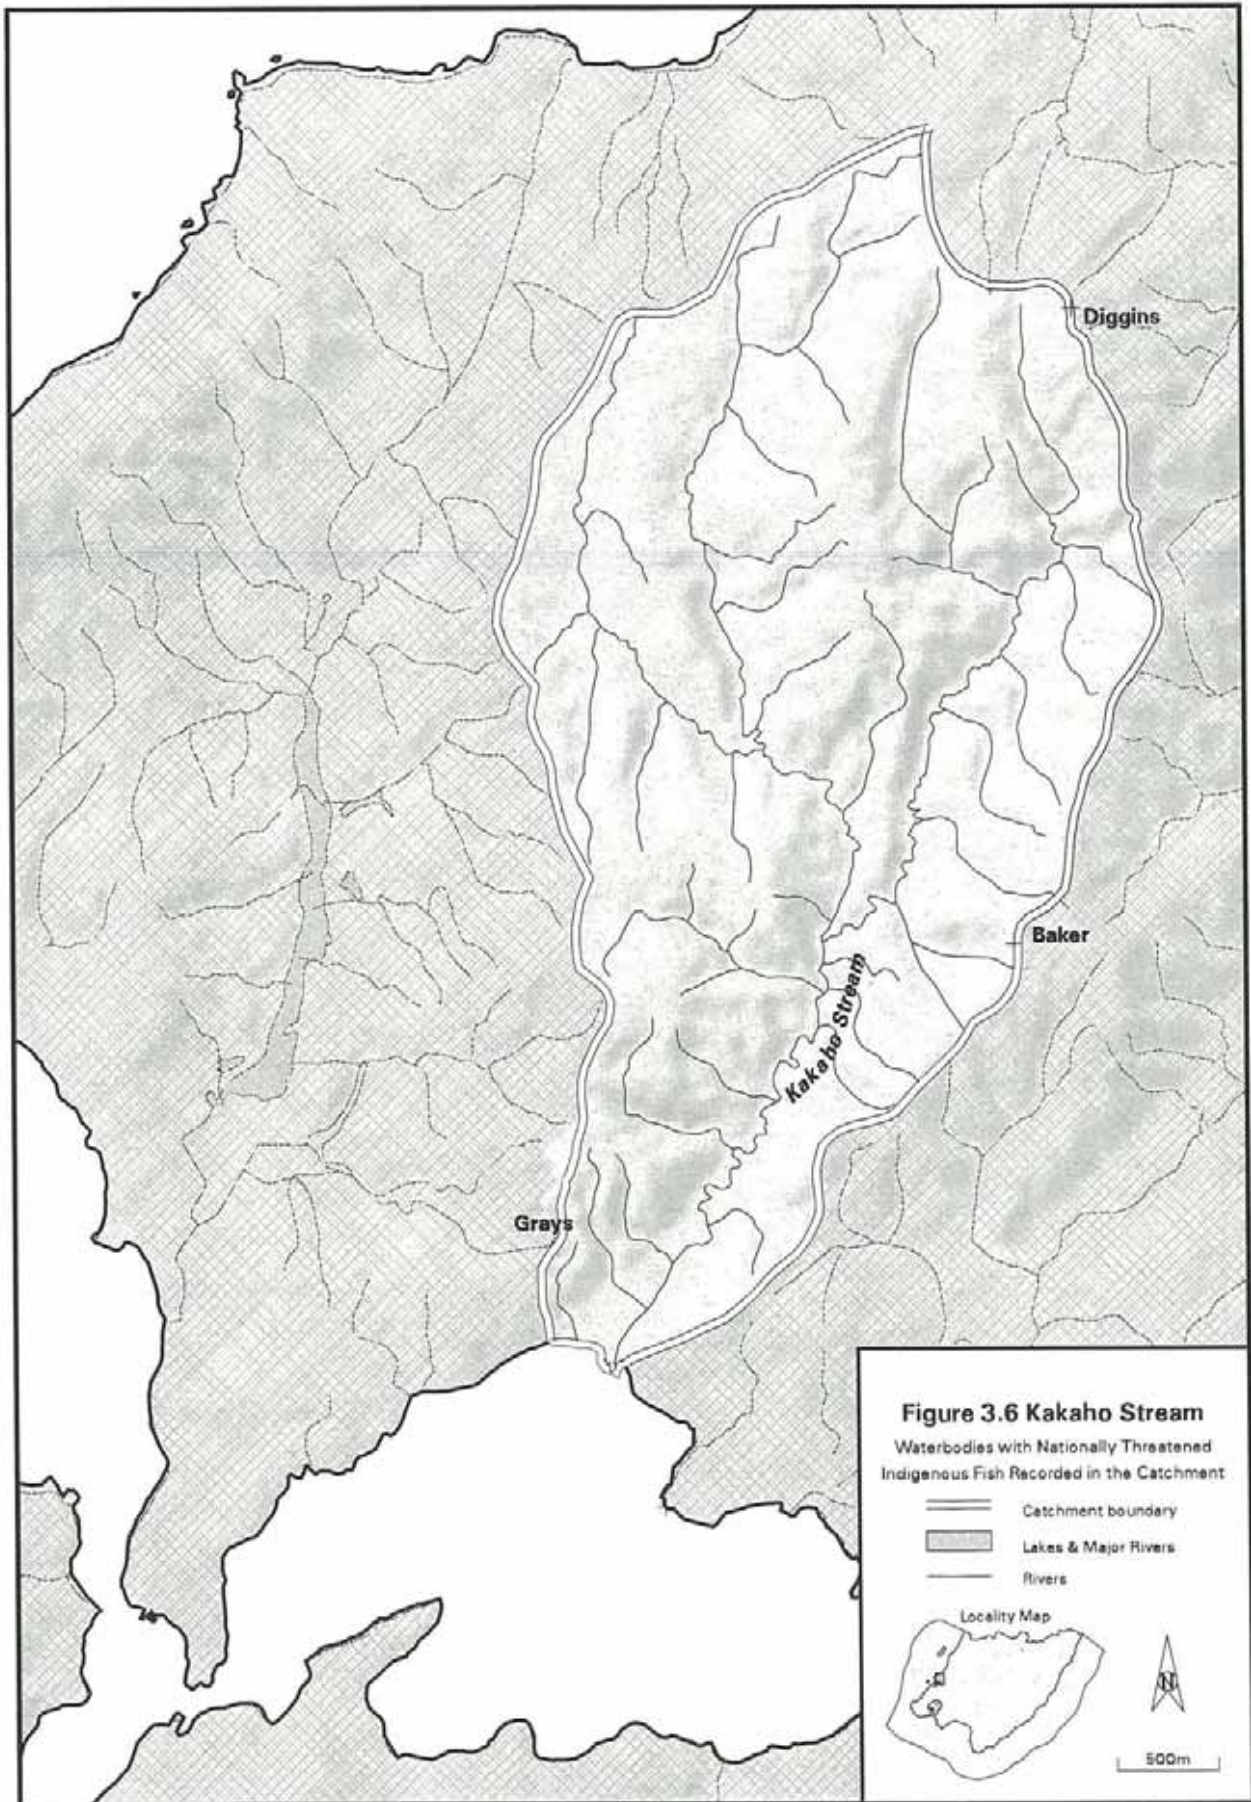 Diggins
Baker
Kakaho Stream
Grays
Figure 3.6 Kakaho Stream
Waterbodies with Nationally Threatened
Indigenous Fish Recorded in the Catchment
Catchment boundary
Lakes & Major Rivers
Rivers
Locality Map
N
500m